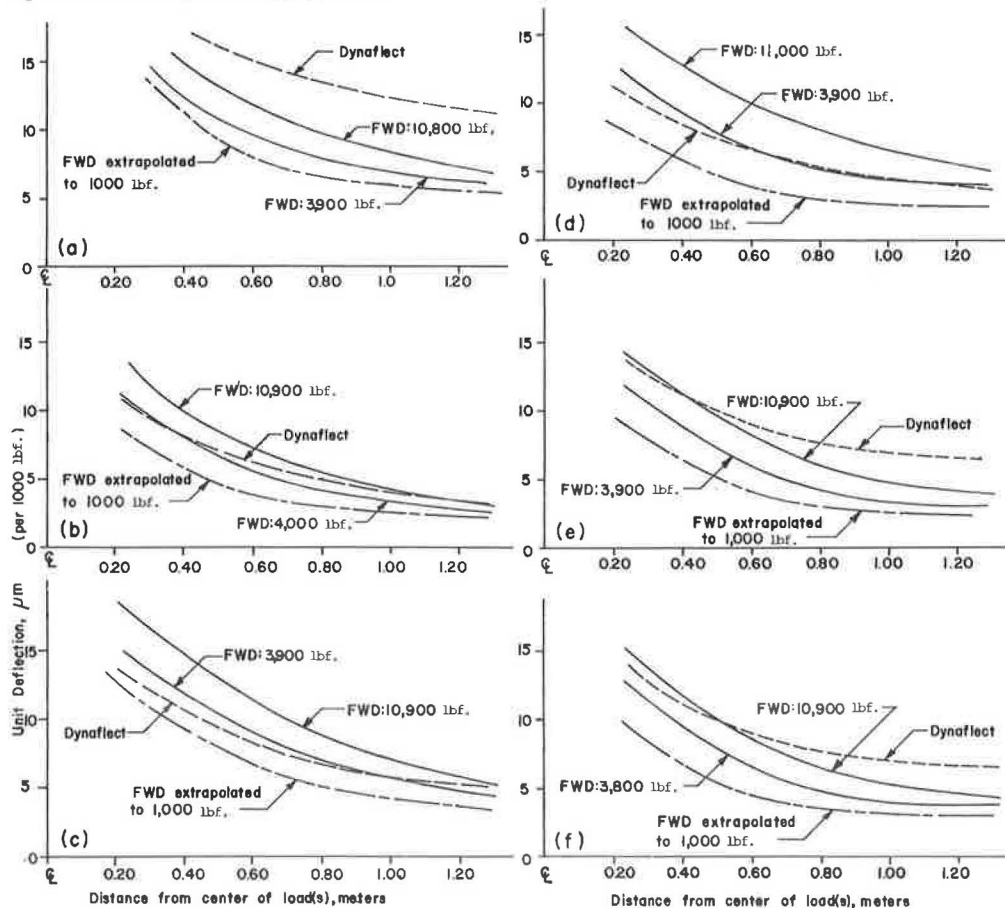 15
10
5
0
Dynaflect
FWD:10,800 lbf.
FWD extrapolated
to 1000 lbf.
FWD:3,900 lbf.
(a)
℄ 0.20 0.40 0.60 0.80 1.0 1.20
15
10
5
0
FWD:10,900 lbf.
Dynaflect
FWD extrapolated
to 1000 lbf.
FWD:4,000 lbf.
(b)
℄ 0.20 0.40 0.60 0.80 1.00 1.20
Unit Deflection, μm
(per 1000 lbf.)
15
10
5
0
FWD:3,900 lbf.
FWD:10,900 lbf.
Dynaflect
FWD extrapolated
to 1,000 lbf.
(c)
℄ 0.20 0.40 0.60 0.80 1.00 1.20
Distance from center of load(s), meters
15
10
5
0
FWD:11,000 lbf.
FWD:3,900 lbf.
Dynaflect
FWD extrapolated
to 1000 lbf.
(d)
℄ 0.20 0.40 0.60 0.80 1.00 1.20
15
10
5
0
FWD:10,900 lbf.
Dynaflect
FWD:3,900 lbf.
FWD extrapolated
to 1,000 lbf.
(e)
℄ 0.20 0.40 0.60 0.80 1.00 1.20
15
10
5
0
FWD:10,900 lbf.
Dynaflect
FWD:3,800 lbf.
FWD extrapolated
to 1,000 lbf.
(f)
℄ 0.20 0.40 0.60 0.80 1.00 1.20
Distance from center of load(s), meters